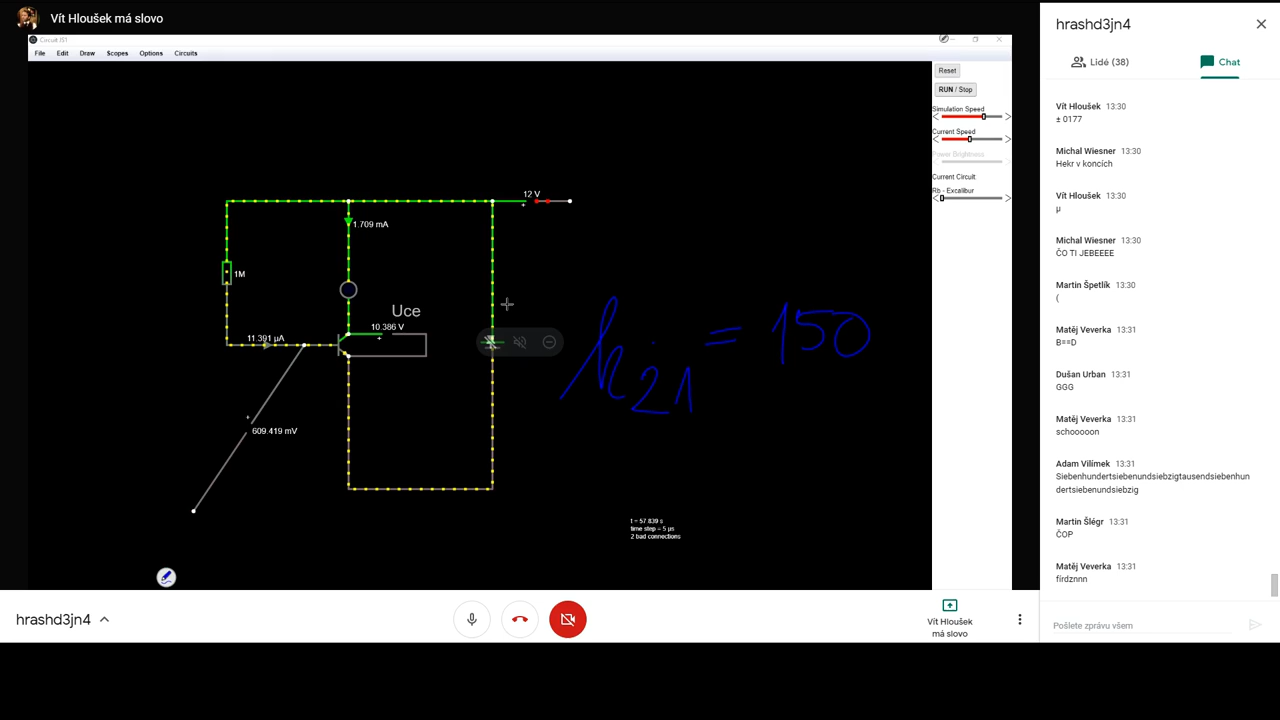 Vít Hloušek má slovo
Circuit JS1
File Edit Draw Scopes Options Circuits
Reset
RUN / Stop
Simulation Speed
Current Speed
Power Brightness
Current Circuit
Rb - Excalibur
12 V
1.709 mA
1M
Uce
10.386 V
11.391 µA
609.419 mV
h21 = 150
t = 57.839 s
time step = 5 µs
2 bad connections
hrashd3jn4
Vít Hloušek
má slovo
hrashd3jn4
Lidé (38)
Chat
Vít Hloušek 13:30
± 0177
Michal Wiesner 13:30
Hekr v koncích
Vít Hloušek 13:30
µ
Michal Wiesner 13:30
ČO TI JEBEEEE
Martin Špetlík 13:30
(
Matěj Veverka 13:30
B==D
Dušan Urban 13:31
GGG
Matěj Veverka 13:31
schooooon
Adam Vilímek 13:31
Siebenhundertsiebenundsiebzigtausendsiebenhun
dertsiebenundsiebzig
Martin Šlégr 13:31
ČOP
Matěj Veverka 13:31
fírdznnn
Pošlete zprávu všem